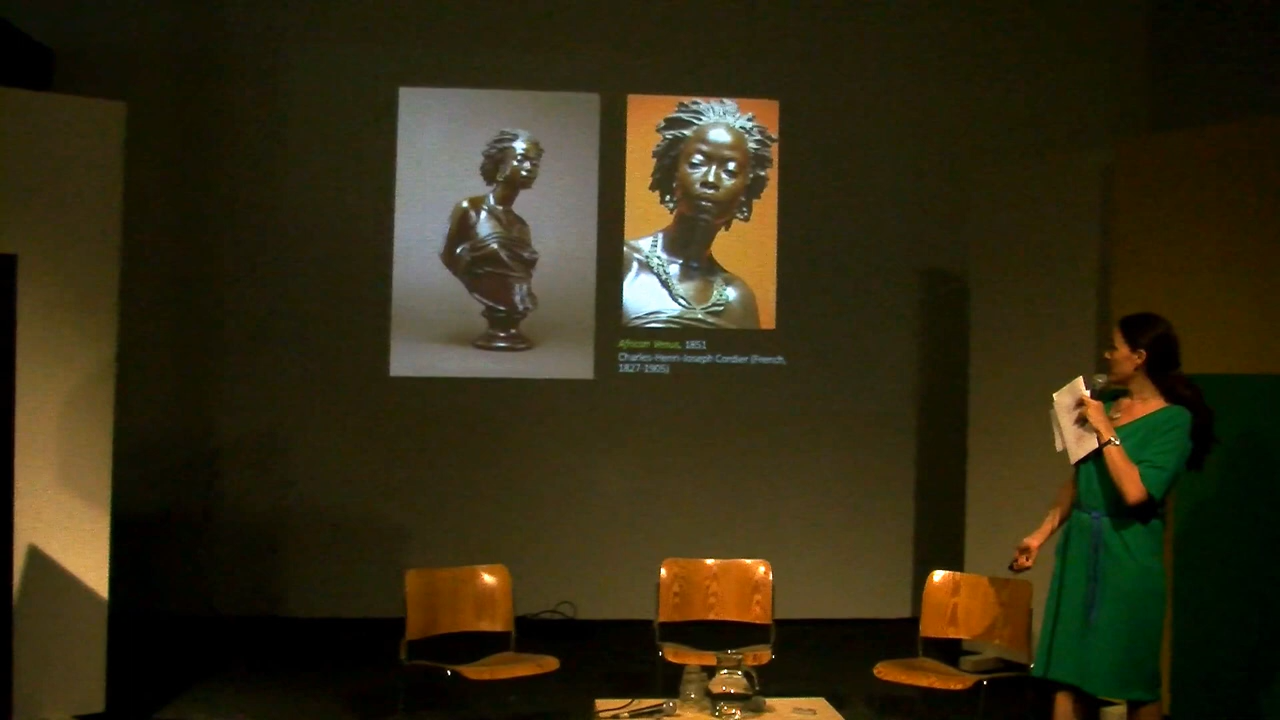 African Venus, 1851
Charles-Henri-Joseph Cordier (French,
1827-1905)